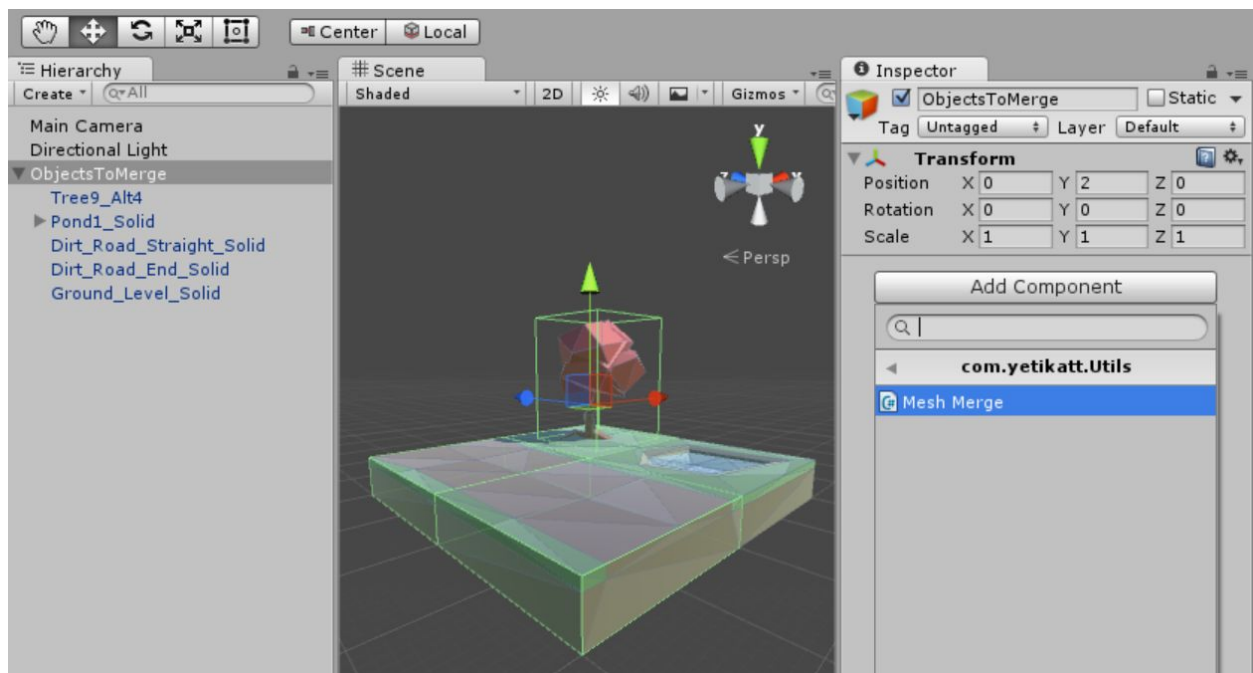 Center Local
Hierarchy
Create All
Main Camera
Directional Light
ObjectsToMerge
Tree9_Alt4
Pond1_Solid
Dirt_Road_Straight_Solid
Dirt_Road_End_Solid
Ground_Level_Solid
Scene
Shaded 2D Gizmos
y
z x
Persp
Inspector
ObjectsToMerge Static
Tag Untagged Layer Default
Transform
Position X 0 Y 2 Z 0
Rotation X 0 Y 0 Z 0
Scale X 1 Y 1 Z 1
Add Component
com.yetikatt.Utils
Mesh Merge